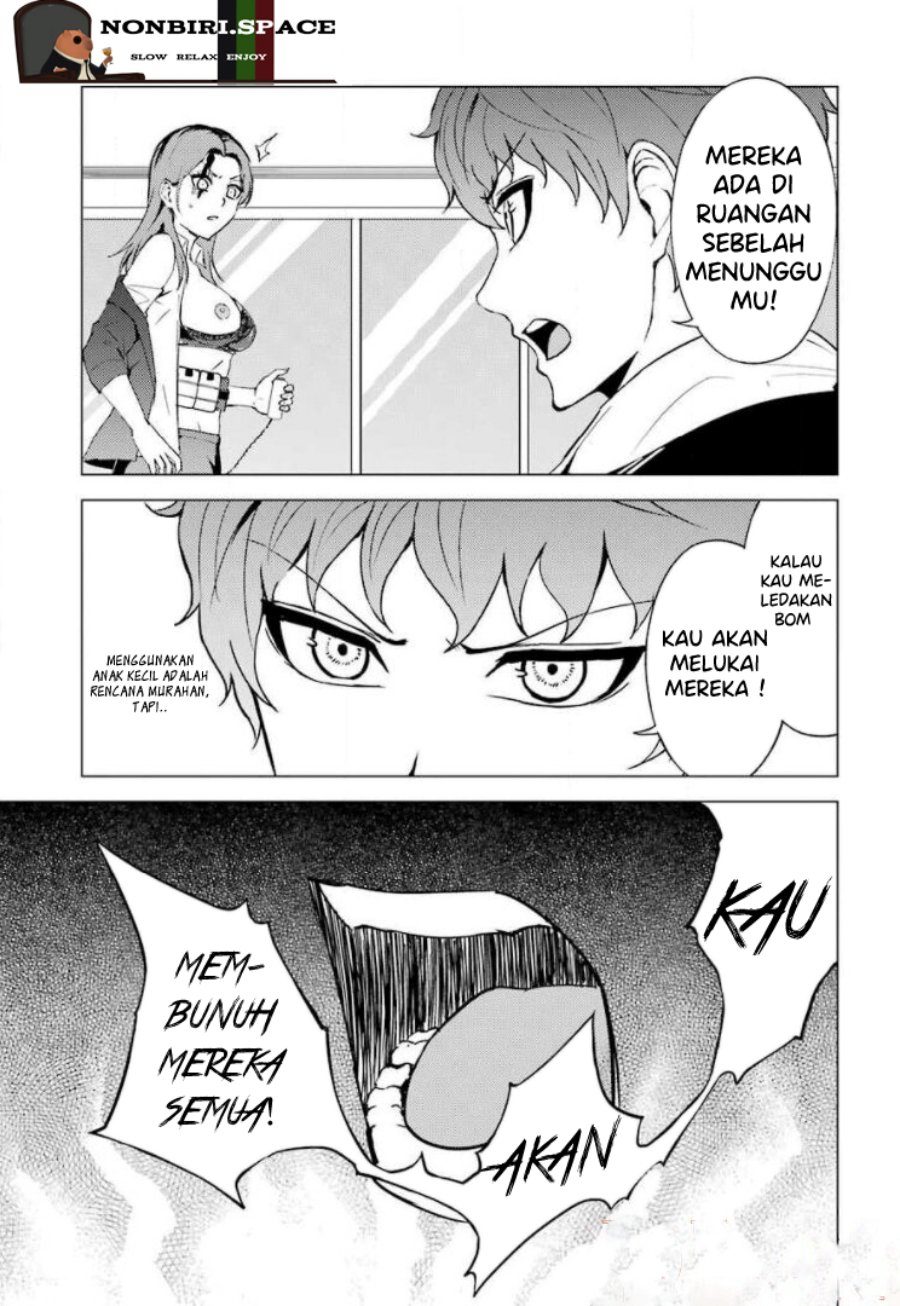 NONBIRI.SPACE
SLOW RELAX ENJOY
MEREKA
ADA DI
RUANGAN
SEBELAH
MENUNGGU
MU!
KALAU
KAU ME-
LEDAKAN
BOM
KAU AKAN
MELUKAI
MEREKA !
MENGGUNAKAN
ANAK KECIL ADALAH
RENCANA MURAHAN,
TAPI..
KAU
AKAN
MEM-
BUNUH
MEREKA
SEMUA!